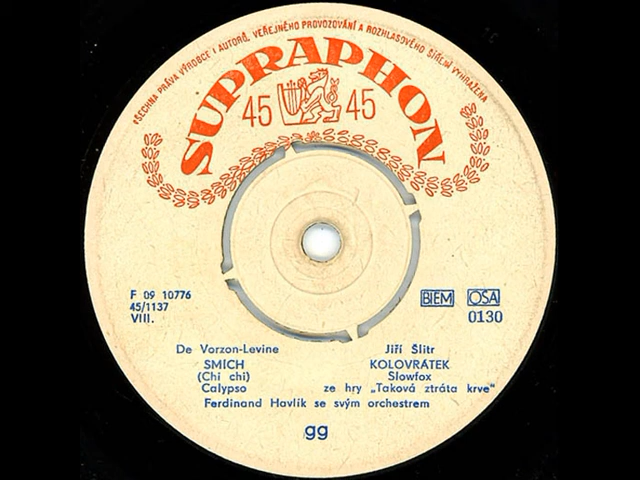 VŠECHNA PRÁVA VÝROBCE I AUTORŮ, VEŘEJNÉHO PROVOZOVÁNÍ A ROZHLASOVÉHO ŠÍŘENÍ VYHRAŽENA
SUPRAPHON
45 45
F 09 10776
45/1137
VIII.
BIEM OSA
0130
De Vorzon-Levine
SMÍCH
(Chi chi)
Calypso
Jiří Šlitr
KOLOVRÁTEK
Slowfox
ze hry „Taková ztráta krve"
Ferdinand Havlík se svým orchestrem
gg